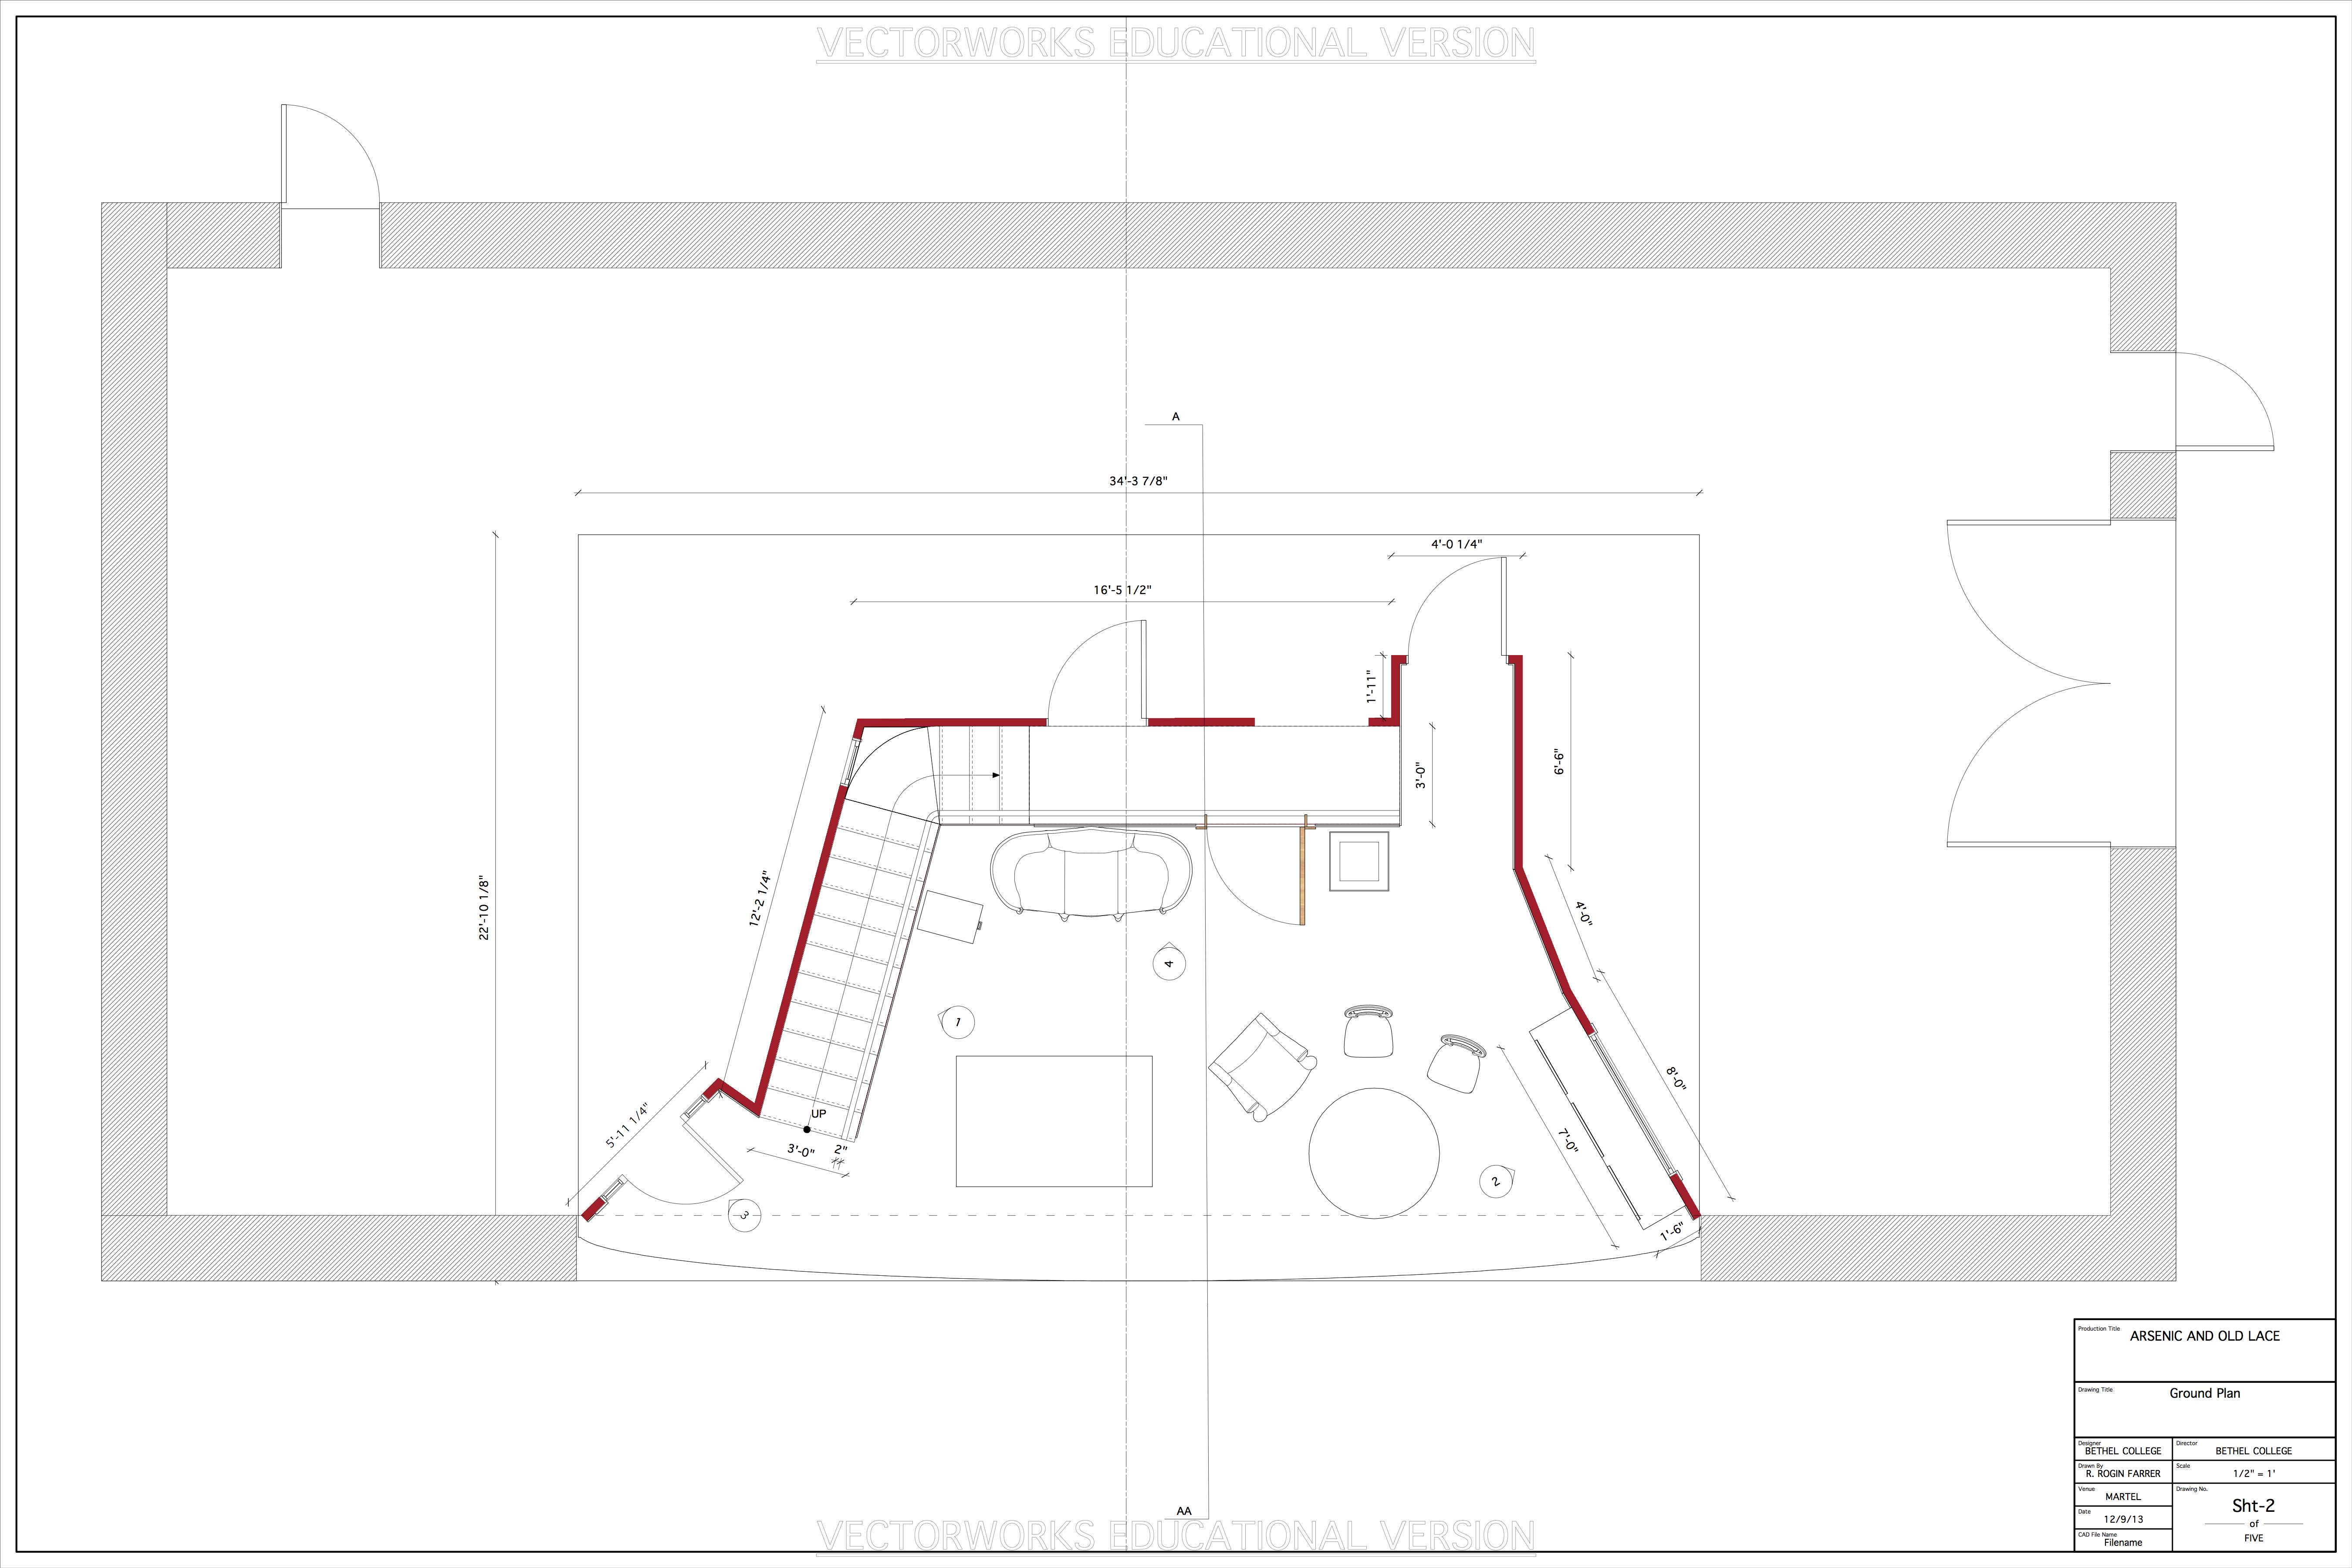 VECTORWORKS EDUCATIONAL VERSION
A
34'-3 7/8"
4'-0 1/4"
16'-5 1/2"
1'-11"
6'-6"
3'-0"
12'-2 1/4"
22'-10 1/8"
4'-0"
4
1
8'-0"
UP
5'-11 1/4"
3'-0"
2"
7'-0"
2
3
1'-6"
Production Title
ARSENIC AND OLD LACE
Drawing Title
Ground Plan
Designer
BETHEL COLLEGE
Director
BETHEL COLLEGE
Drawn By
R. ROGIN FARRER
Scale
1/2" = 1'
Venue
MARTEL
Drawing No.
Sht-2
of
FIVE
Date
12/9/13
CAD File Name
Filename
AA
VECTORWORKS EDUCATIONAL VERSION